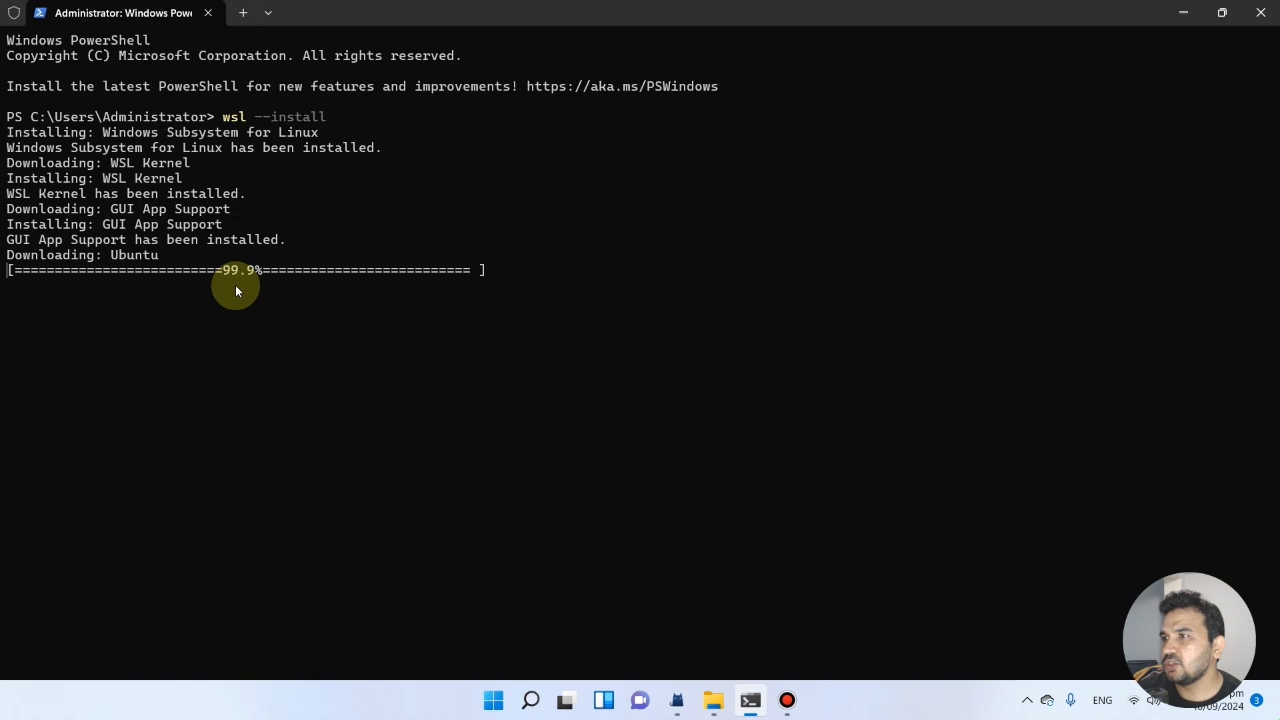 Administrator: Windows Powe
Windows PowerShell
Copyright (C) Microsoft Corporation. All rights reserved.
Install the latest PowerShell for new features and improvements! https://aka.ms/PSWindows
PS C:\Users\Administrator> wsl --install
Installing: Windows Subsystem for Linux
Windows Subsystem for Linux has been installed.
Downloading: WSL Kernel
Installing: WSL Kernel
WSL Kernel has been installed.
Downloading: GUI App Support
Installing: GUI App Support
GUI App Support has been installed.
Downloading: Ubuntu
[==========================99.9%========================== ]
ENG
pm
3